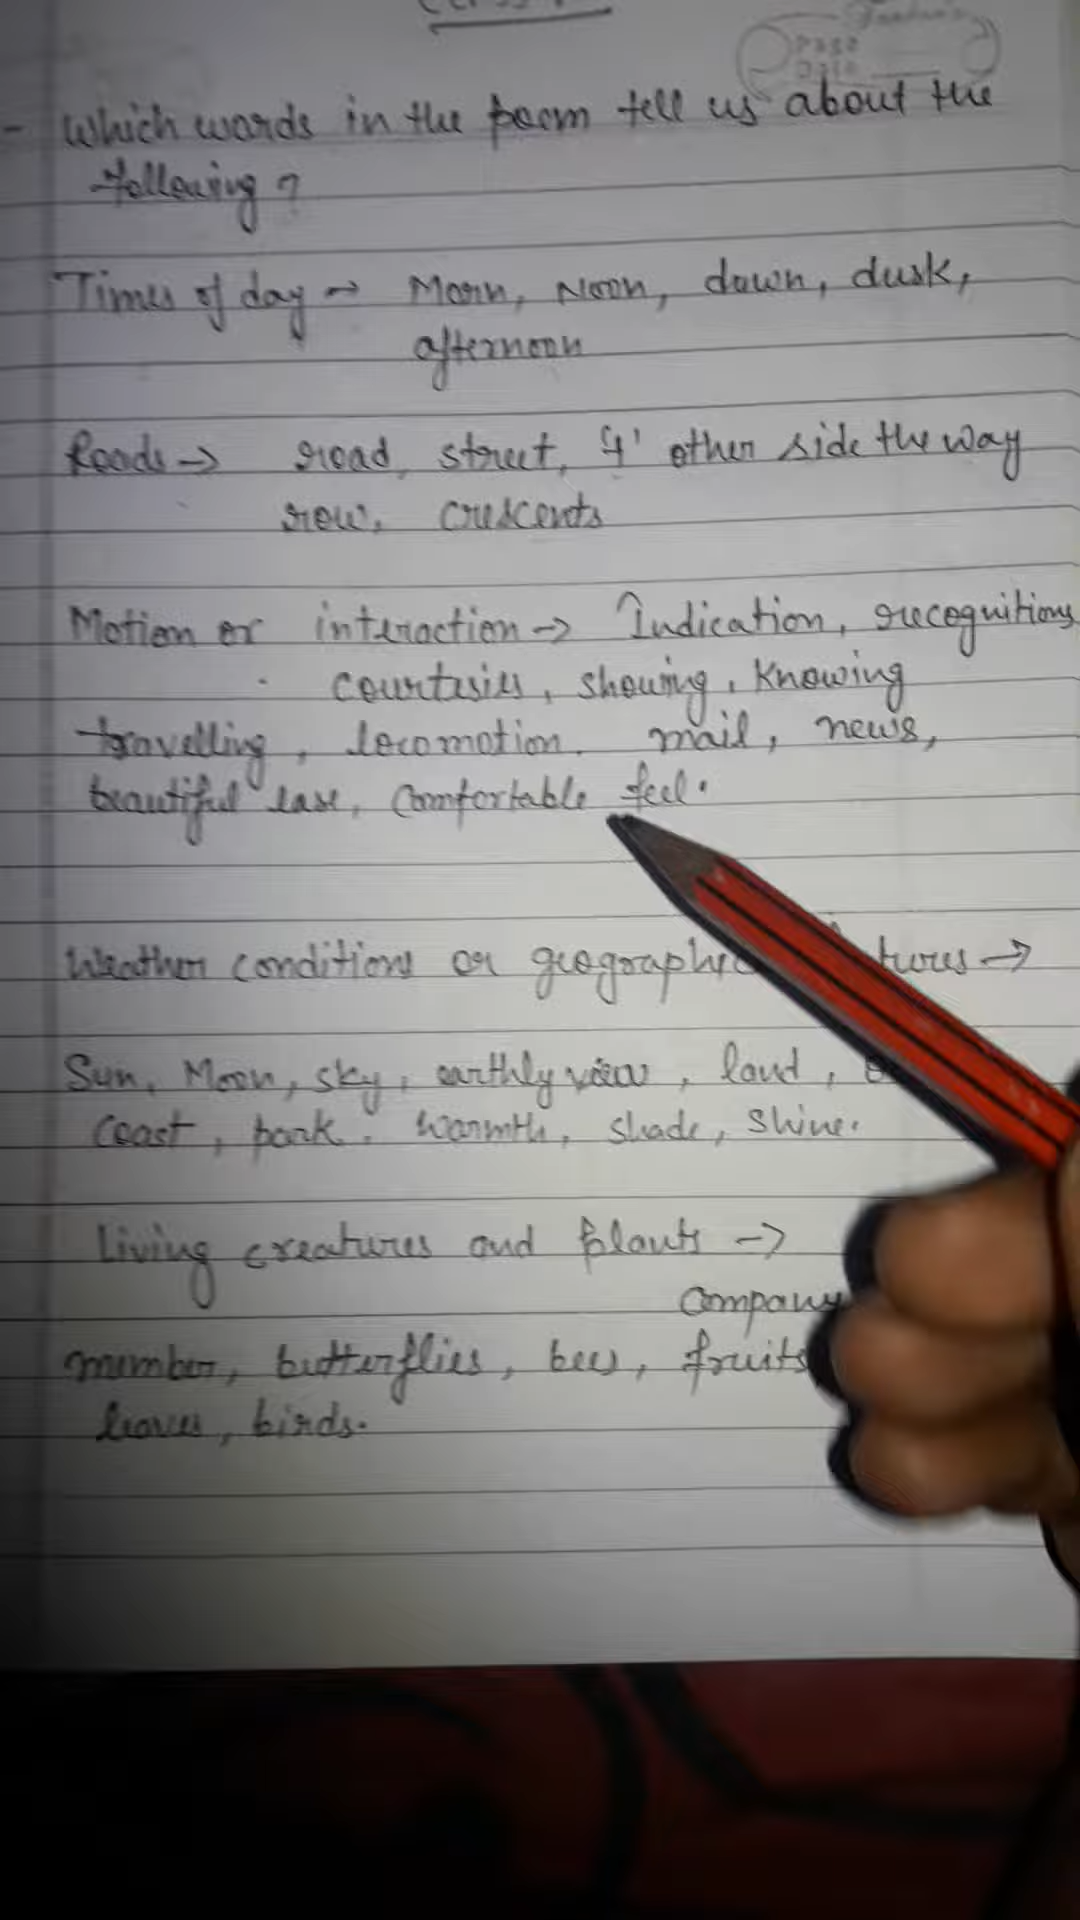 Page
Date
- Which words in the poem tell us about the
following ?
Times of day → Morn, Noon, dawn, dusk,
afternoon
Roads → road, street, t' other side the way
row, crescents
Motion or interaction → Indication, recognitions
courtesies, showing, knowing
travelling, locomotion, mail, news,
beautiful ease, comfortable feel.
Weather conditions or
Sun, Moon, sky, earthly view, land,
coast, park, warmth, shade, shine.
Living creatures and plants →
company
member, butterflies, bees, fruits
leaves, birds.